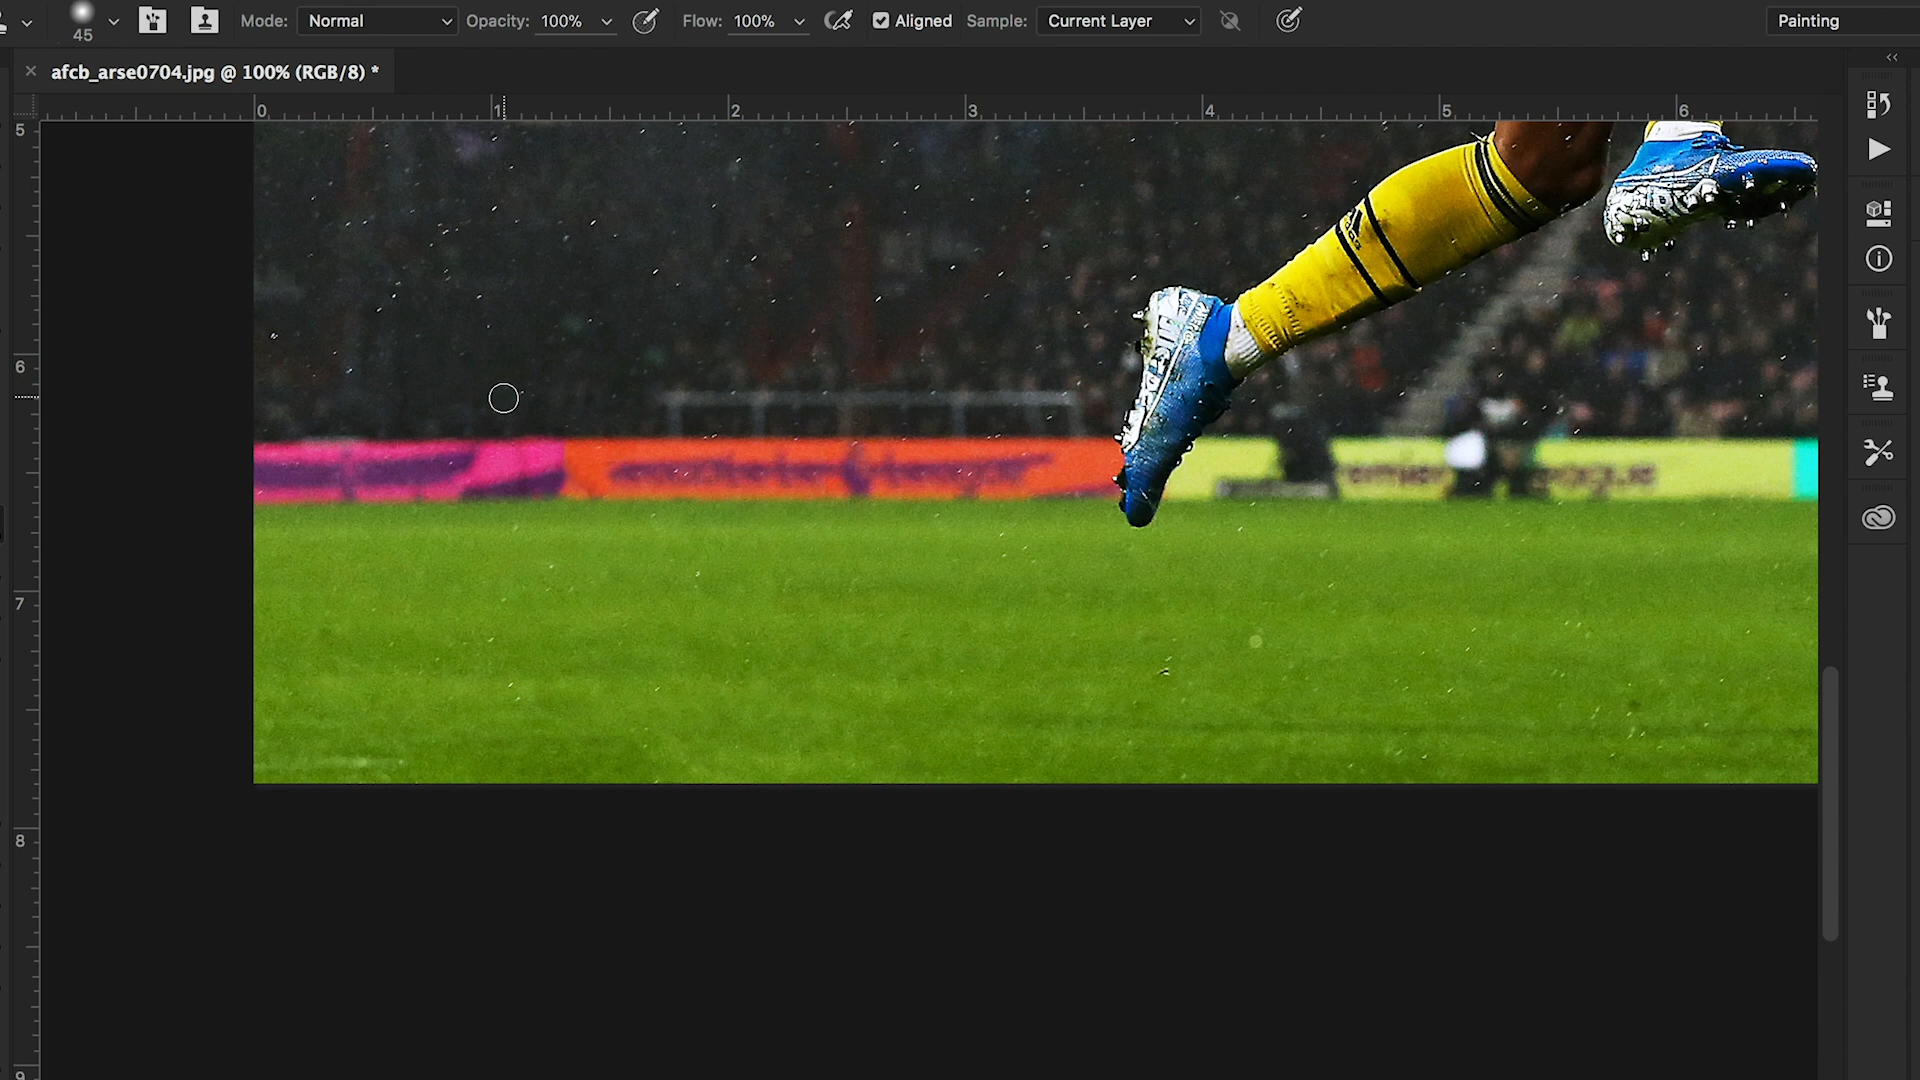 Mode: Normal Opacity: 100% Flow: 100% Aligned Sample: Current Layer Painting
45
afcb_arse0704.jpg @ 100% (RGB/8) *
0 1 2 3 4 5 6
5
6
7
8
9